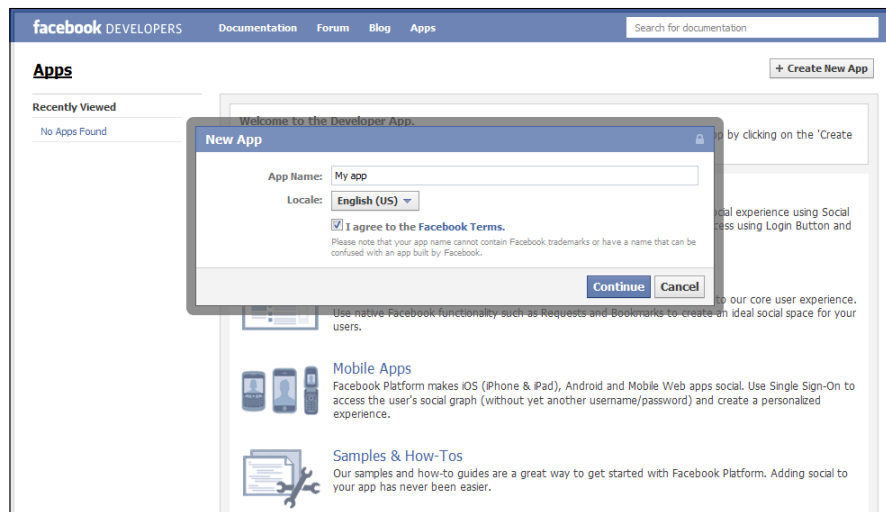 facebook DEVELOPERS Documentation Forum Blog Apps Search for documentation
Apps
+ Create New App
Recently Viewed
No Apps Found
Welcome to the Developer App.
by clicking on the 'Create
New App
App Name: My app
Locale: English (US)
I agree to the Facebook Terms.
Please note that your app name cannot contain Facebook trademarks or have a name that can be
confused with an app built by Facebook.
Continue Cancel
social experience using Social
using Login Button and
to our core user experience.
Use native Facebook functionality such as Requests and Bookmarks to create an ideal social space for your
users.
Mobile Apps
Facebook Platform makes iOS (iPhone & iPad), Android and Mobile Web apps social. Use Single Sign-On to
access the user's social graph (without yet another username/password) and create a personalized
experience.
Samples & How-Tos
Our samples and how-to guides are a great way to get started with Facebook Platform. Adding social to
your app has never been easier.